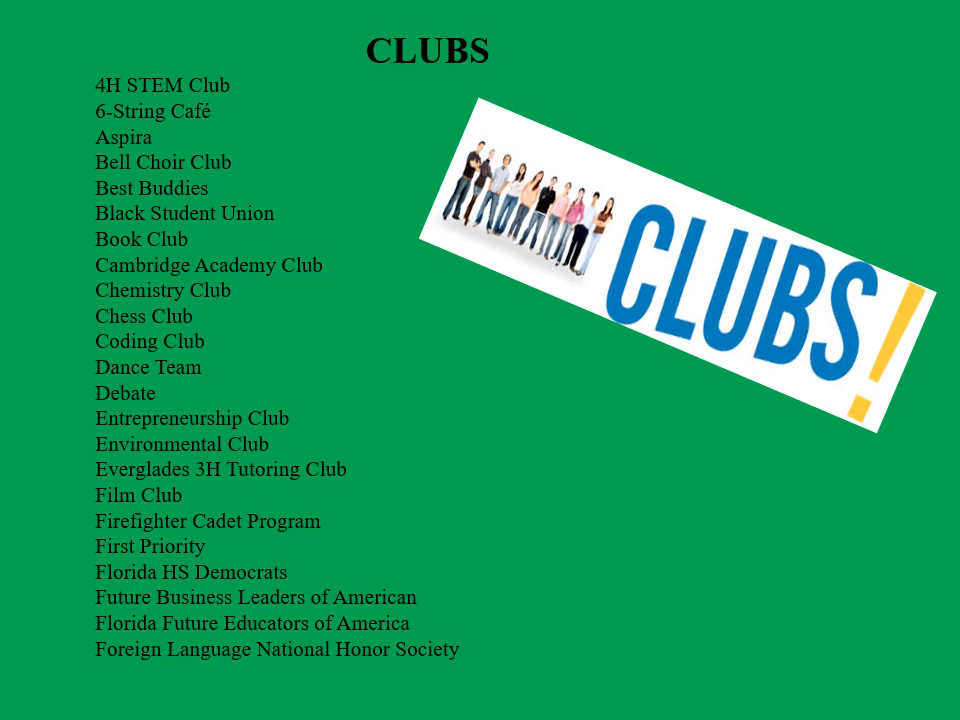 CLUBS
4H STEM Club
6-String Café
Aspira
Bell Choir Club
Best Buddies
Black Student Union
Book Club
Cambridge Academy Club
Chemistry Club
Chess Club
Coding Club
Dance Team
Debate
Entrepreneurship Club
Environmental Club
Everglades 3H Tutoring Club
Film Club
Firefighter Cadet Program
First Priority
Florida HS Democrats
Future Business Leaders of American
Florida Future Educators of America
Foreign Language National Honor Society
CLUBS!